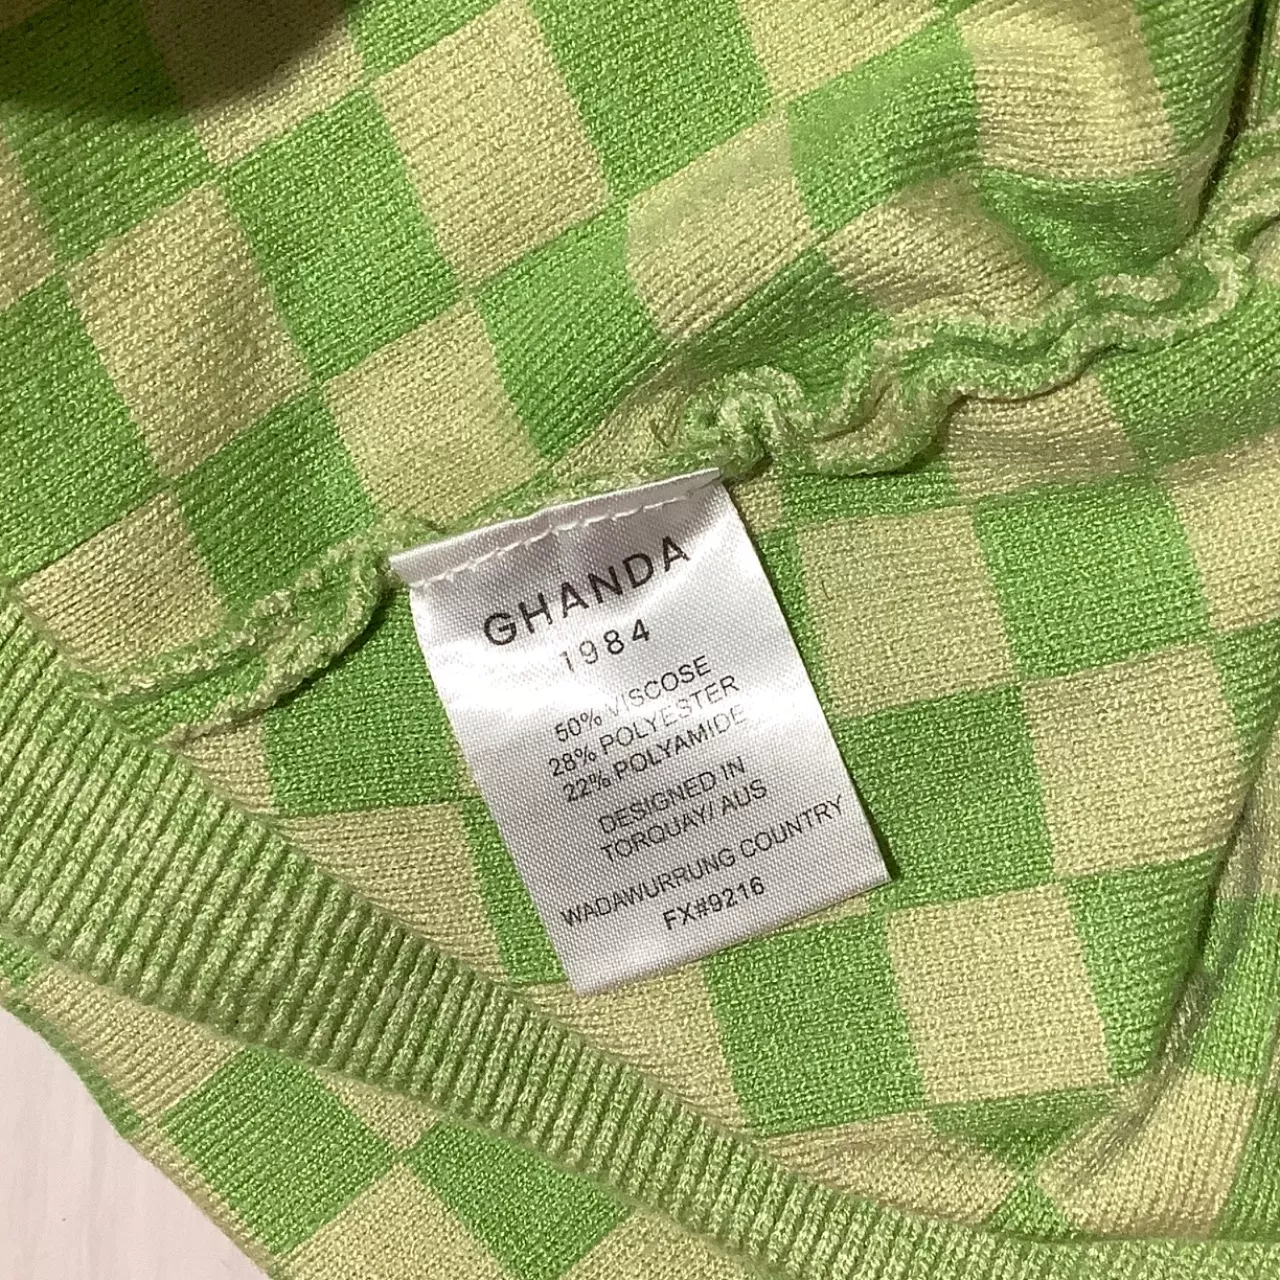 GHANDA
1984
50% VISCOSE
28% POLYESTER
22% POLYAMIDE
DESIGNED IN
TORQUAY/ AUS
WADAWURRUNG COUNTRY
FX#9216